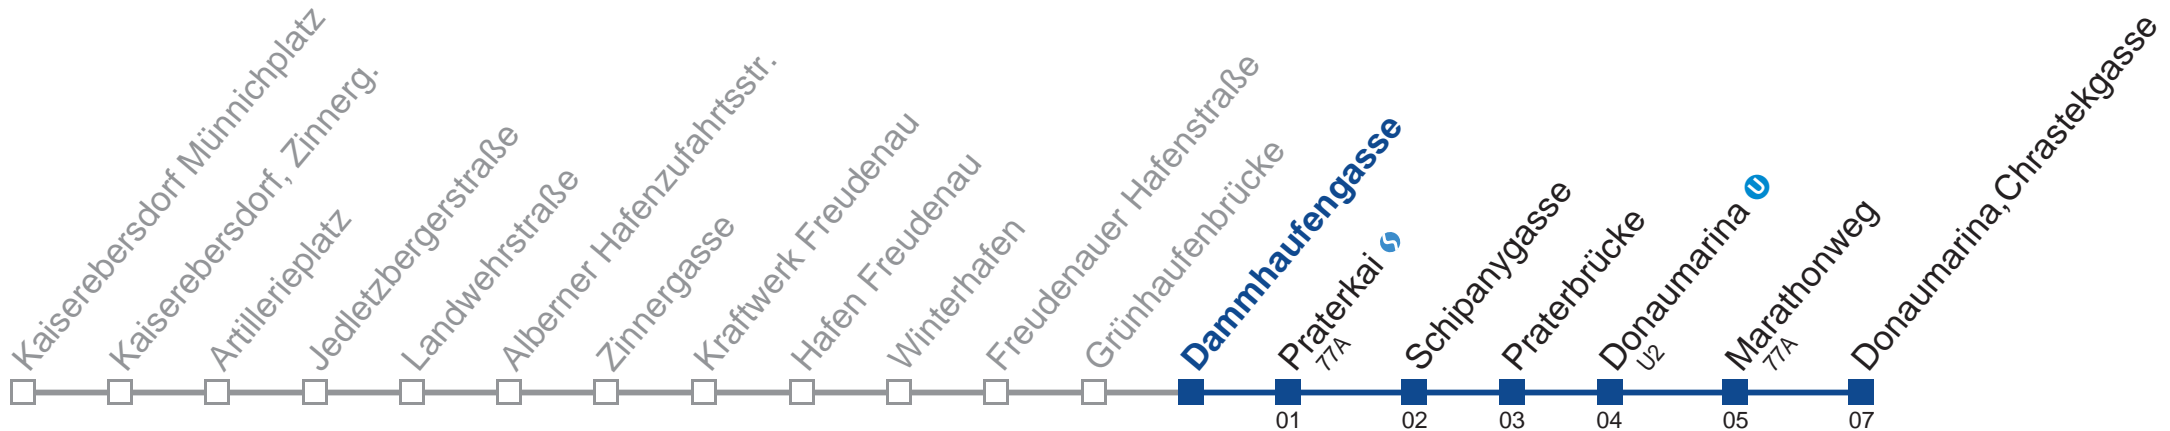 Kaiserebersdorf Münnichplatz
Kaiserebersdorf, Zinnerg.
Artillerieplatz
Jedletzbergerstraße
Landwehrstraße
Alberner Hafenzufahrtsstr.
Zinnergasse
Kraftwerk Freudenau
Hafen Freudenau
Winterhafen
Freudenauer Hafenstraße
Grünhaufenbrücke
Dammhaufengasse
Praterkai S
77A
Schipanygasse
Praterbrücke
Donaumarina U
U2
Marathonweg
77A
Donaumarina,Chrastekgasse
01 02 03 04 05 07